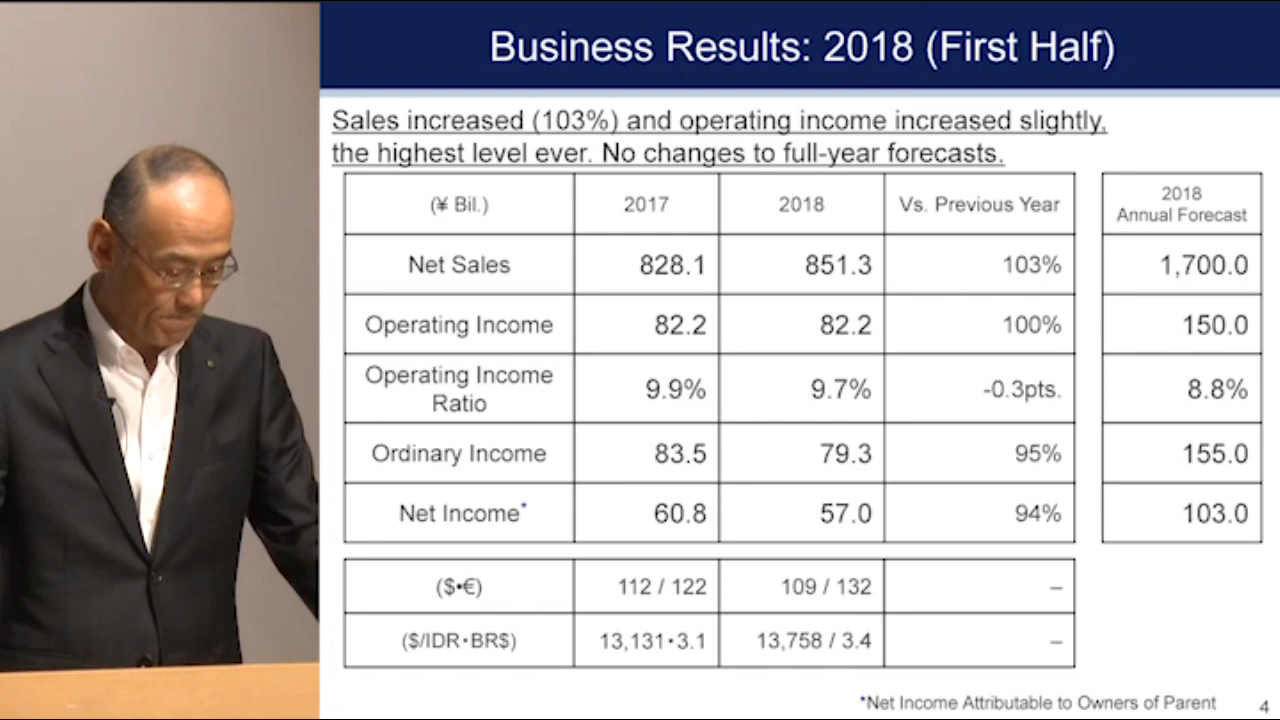 Business Results: 2018 (First Half)
Sales increased (103%) and operating income increased slightly,
the highest level ever. No changes to full-year forecasts.
(¥ Bil.) 2017 2018 Vs. Previous Year 2018 Annual Forecast
Net Sales 828.1 851.3 103% 1,700.0
Operating Income 82.2 82.2 100% 150.0
Operating Income Ratio 9.9% 9.7% -0.3pts. 8.8%
Ordinary Income 83.5 79.3 95% 155.0
Net Income* 60.8 57.0 94% 103.0
($•€) 112 / 122 109 / 132 –
($/IDR・BR$) 13,131・3.1 13,758 / 3.4 –
*Net Income Attributable to Owners of Parent
4